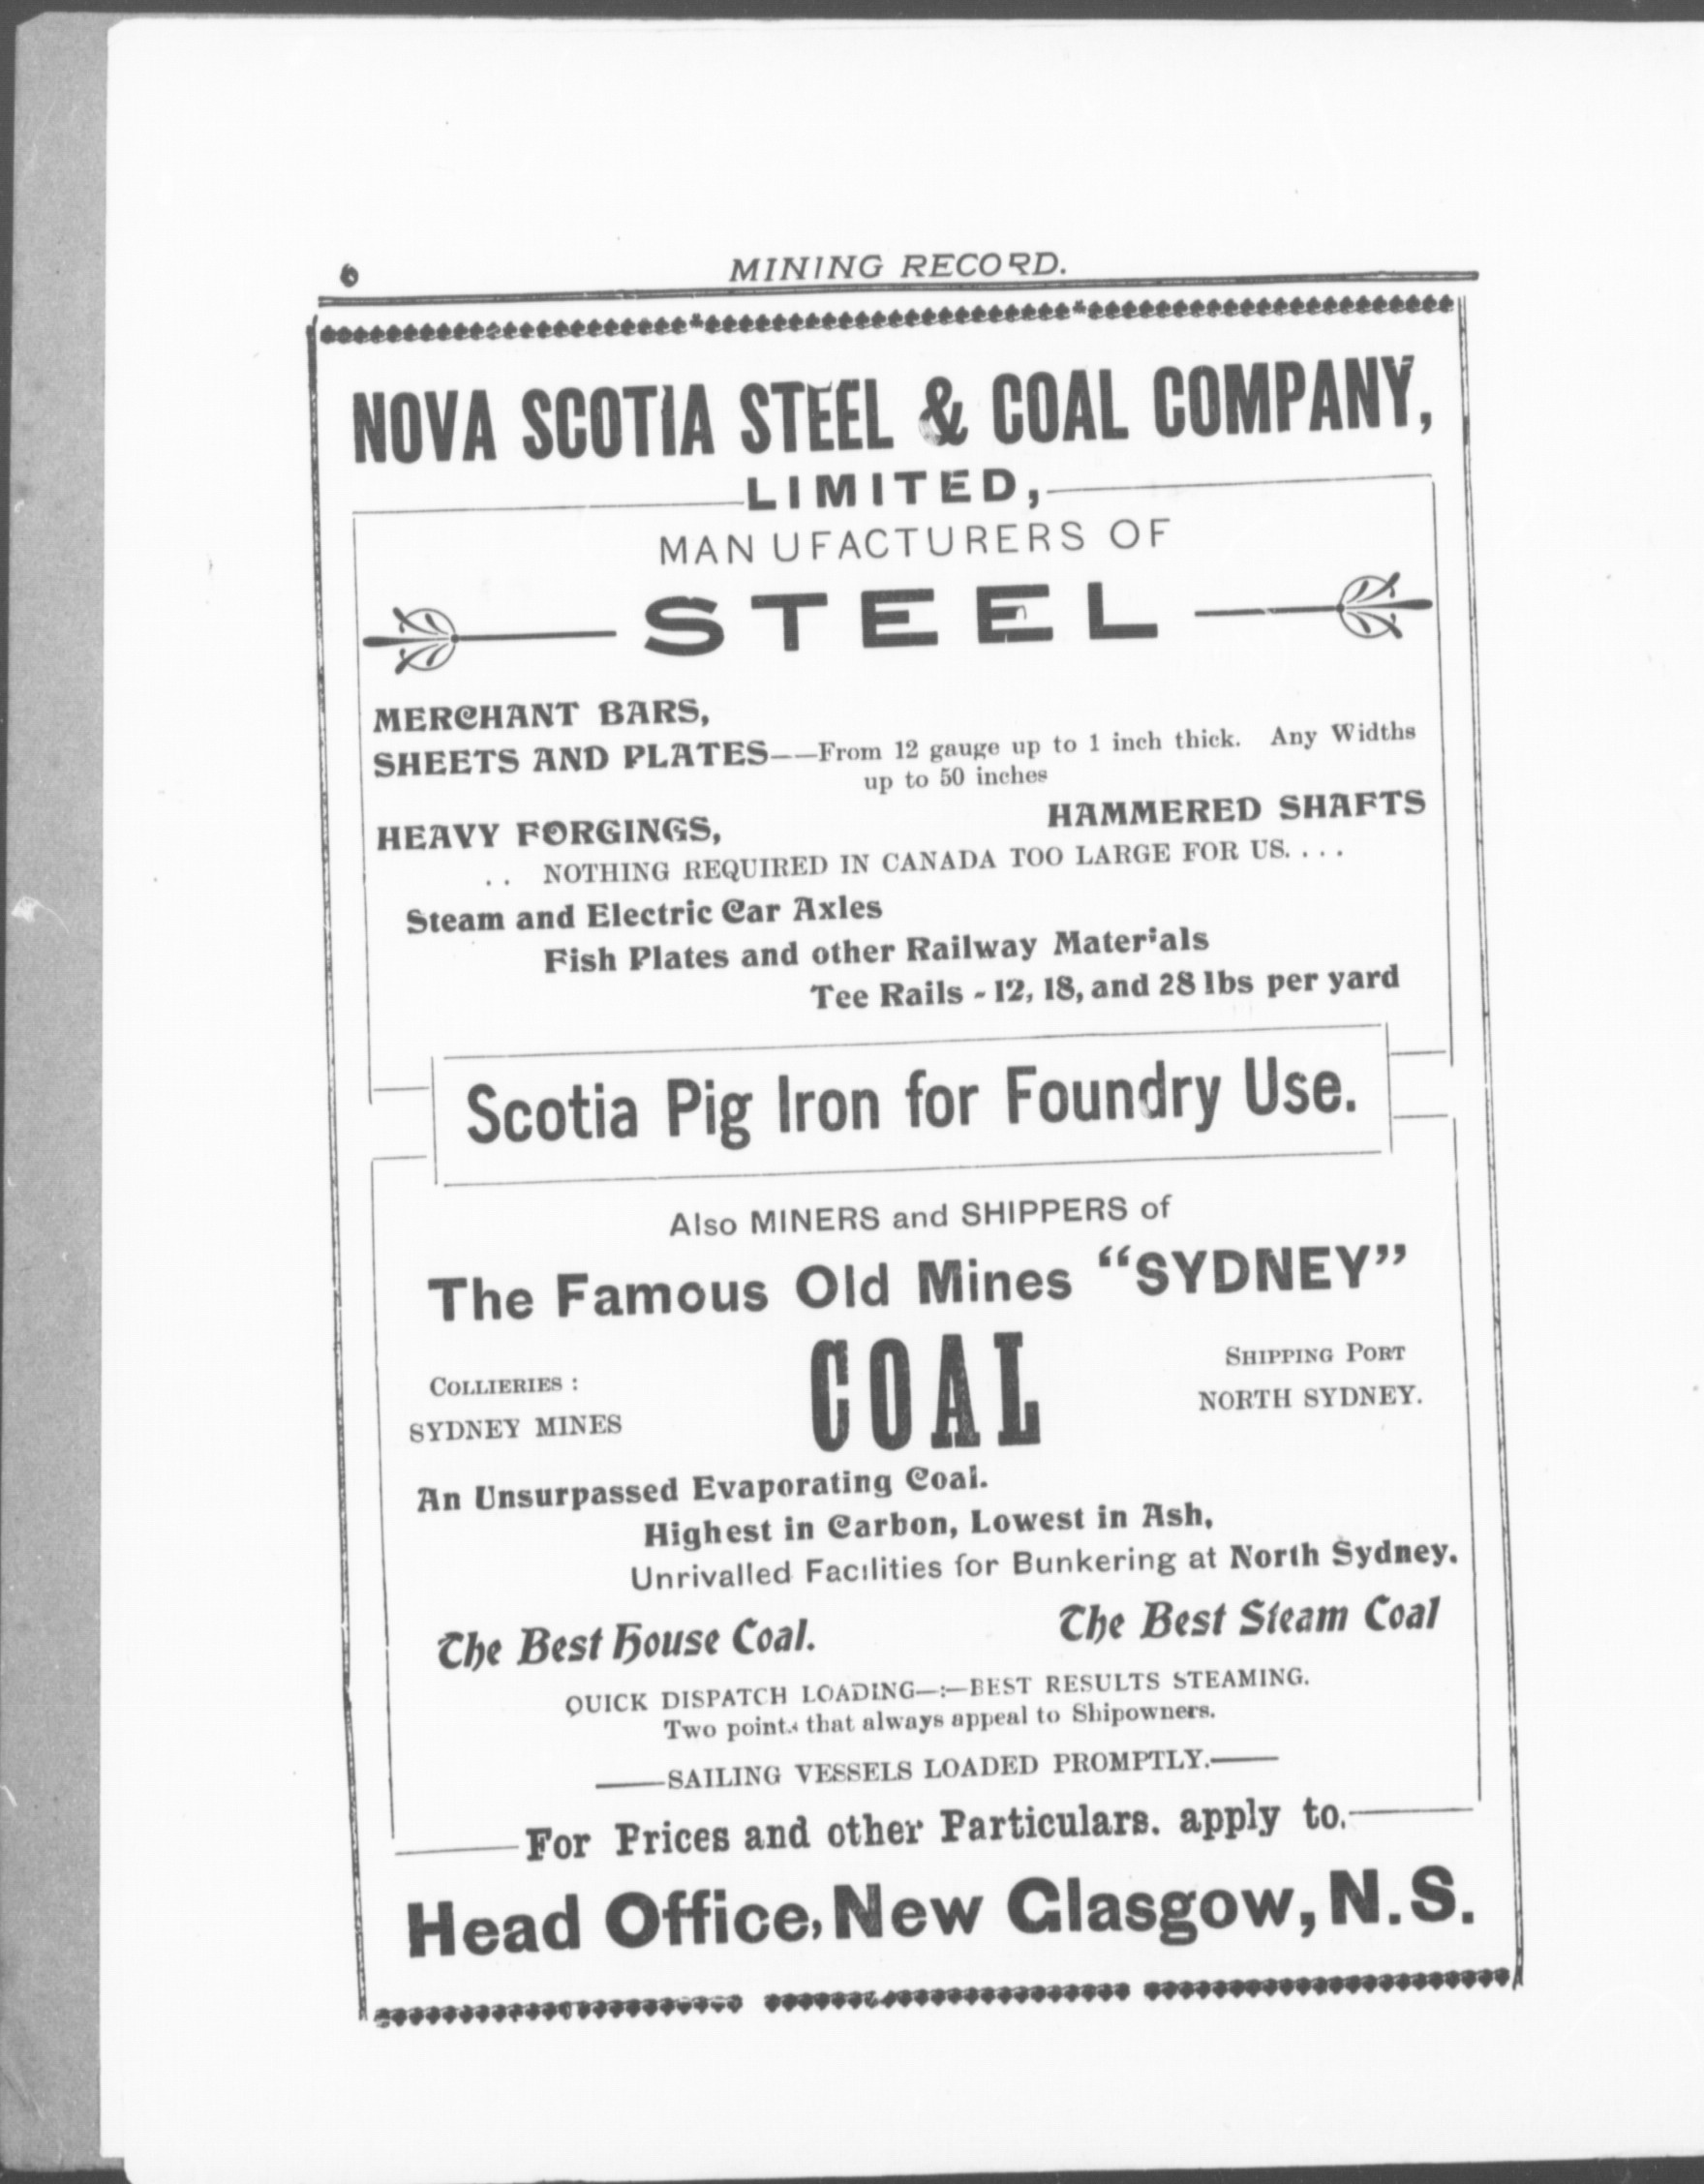 6
MINING RECORD.
NOVA SCOTIA STEEL & COAL COMPANY,
LIMITED,
MANUFACTURERS OF
STEEL
MERCHANT BARS,
SHEETS AND PLATES——From 12 gauge up to 1 inch thick. Any Widths
up to 50 inches
HEAVY FORGINGS, HAMMERED SHAFTS
. . NOTHING REQUIRED IN CANADA TOO LARGE FOR US. . . .
Steam and Electric Car Axles
Fish Plates and other Railway Materials
Tee Rails - 12, 18, and 28 lbs per yard
Scotia Pig Iron for Foundry Use.
Also MINERS and SHIPPERS of
The Famous Old Mines "SYDNEY"
COAL
COLLIERIES :
SYDNEY MINES
SHIPPING PORT
NORTH SYDNEY.
An Unsurpassed Evaporating Coal.
Highest in Carbon, Lowest in Ash,
Unrivalled Facilities for Bunkering at North Sydney.
The Best House Coal. The Best Steam Coal
QUICK DISPATCH LOADING—:—BEST RESULTS STEAMING.
Two points that always appeal to Shipowners.
——SAILING VESSELS LOADED PROMPTLY.——
For Prices and other Particulars. apply to.
Head Office, New Glasgow, N.S.